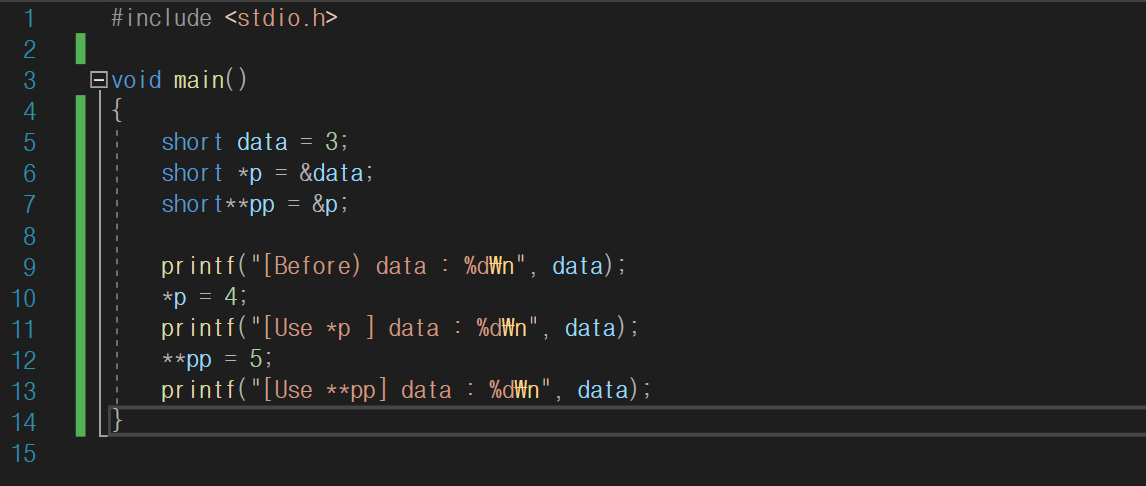 1 #include <stdio.h>
2
3 void main()
4 {
5 short data = 3;
6 short *p = &data;
7 short**pp = &p;
8
9 printf("[Before) data : %d₩n", data);
10 *p = 4;
11 printf("[Use *p ] data : %d₩n", data);
12 **pp = 5;
13 printf("[Use **pp] data : %d₩n", data);
14 }
15